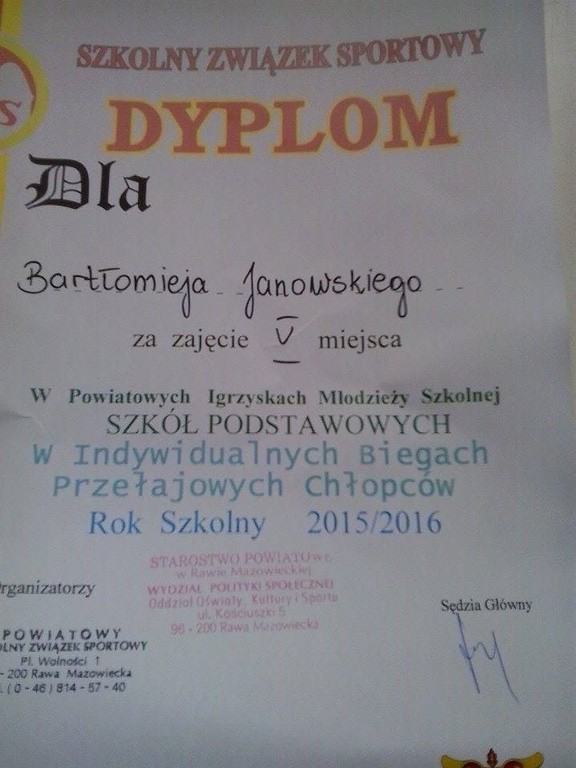 SZKOLNY ZWIĄZEK SPORTOWY
DYPLOM
S
Dla
Bartłomieja Janowskiego
za zajęcie V miejsca
W Powiatowych Igrzyskach Młodzieży Szkolnej
SZKÓŁ PODSTAWOWYCH
W Indywidualnych Biegach
Przełajowych Chłopców
Rok Szkolny 2015/2016
STAROSTWO POWIATOWE
w Rawie Mazowieckiej
WYDZIAŁ POLITYKI SPOŁECZNEJ
Oddział Oświaty, Kultury i Sportu
ul. Kościuszki 5
96-200 Rawa Mazowiecka
rganizatorzy
POWIATOWY
LNY ZWIĄZEK SPORTOWY
Pl. Wolności 1
-200 Rawa Mazowiecka
. (0-46) 814-57-40
Sędzia Główny